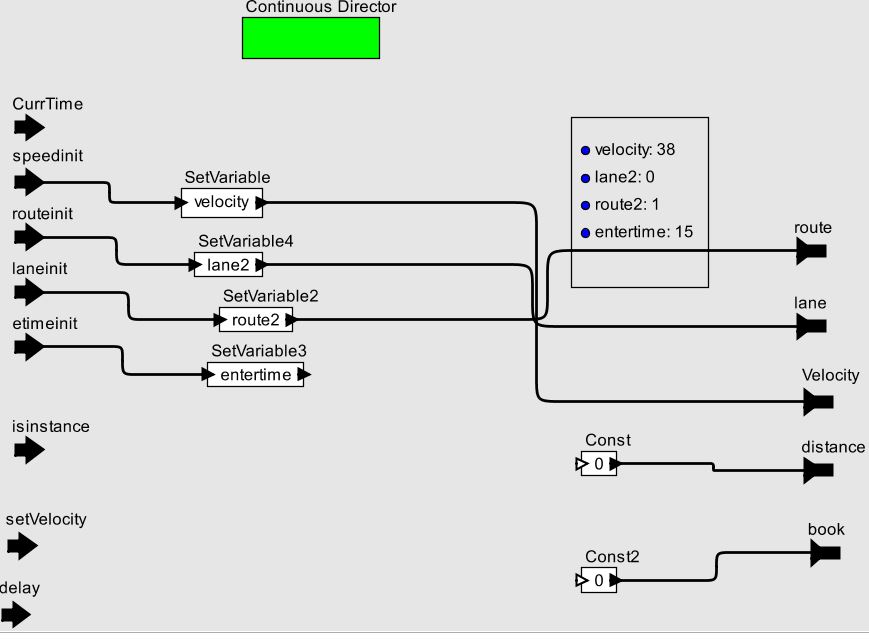 Continuous Director
CurrTime
speedinit
SetVariable
velocity
routeinit
SetVariable4
lane2
laneinit
SetVariable2
route2
etimeinit
SetVariable3
entertime
isinstance
setVelocity
delay
velocity: 38
lane2: 0
route2: 1
entertime: 15
route
lane
Velocity
Const
0
distance
Const2
0
book